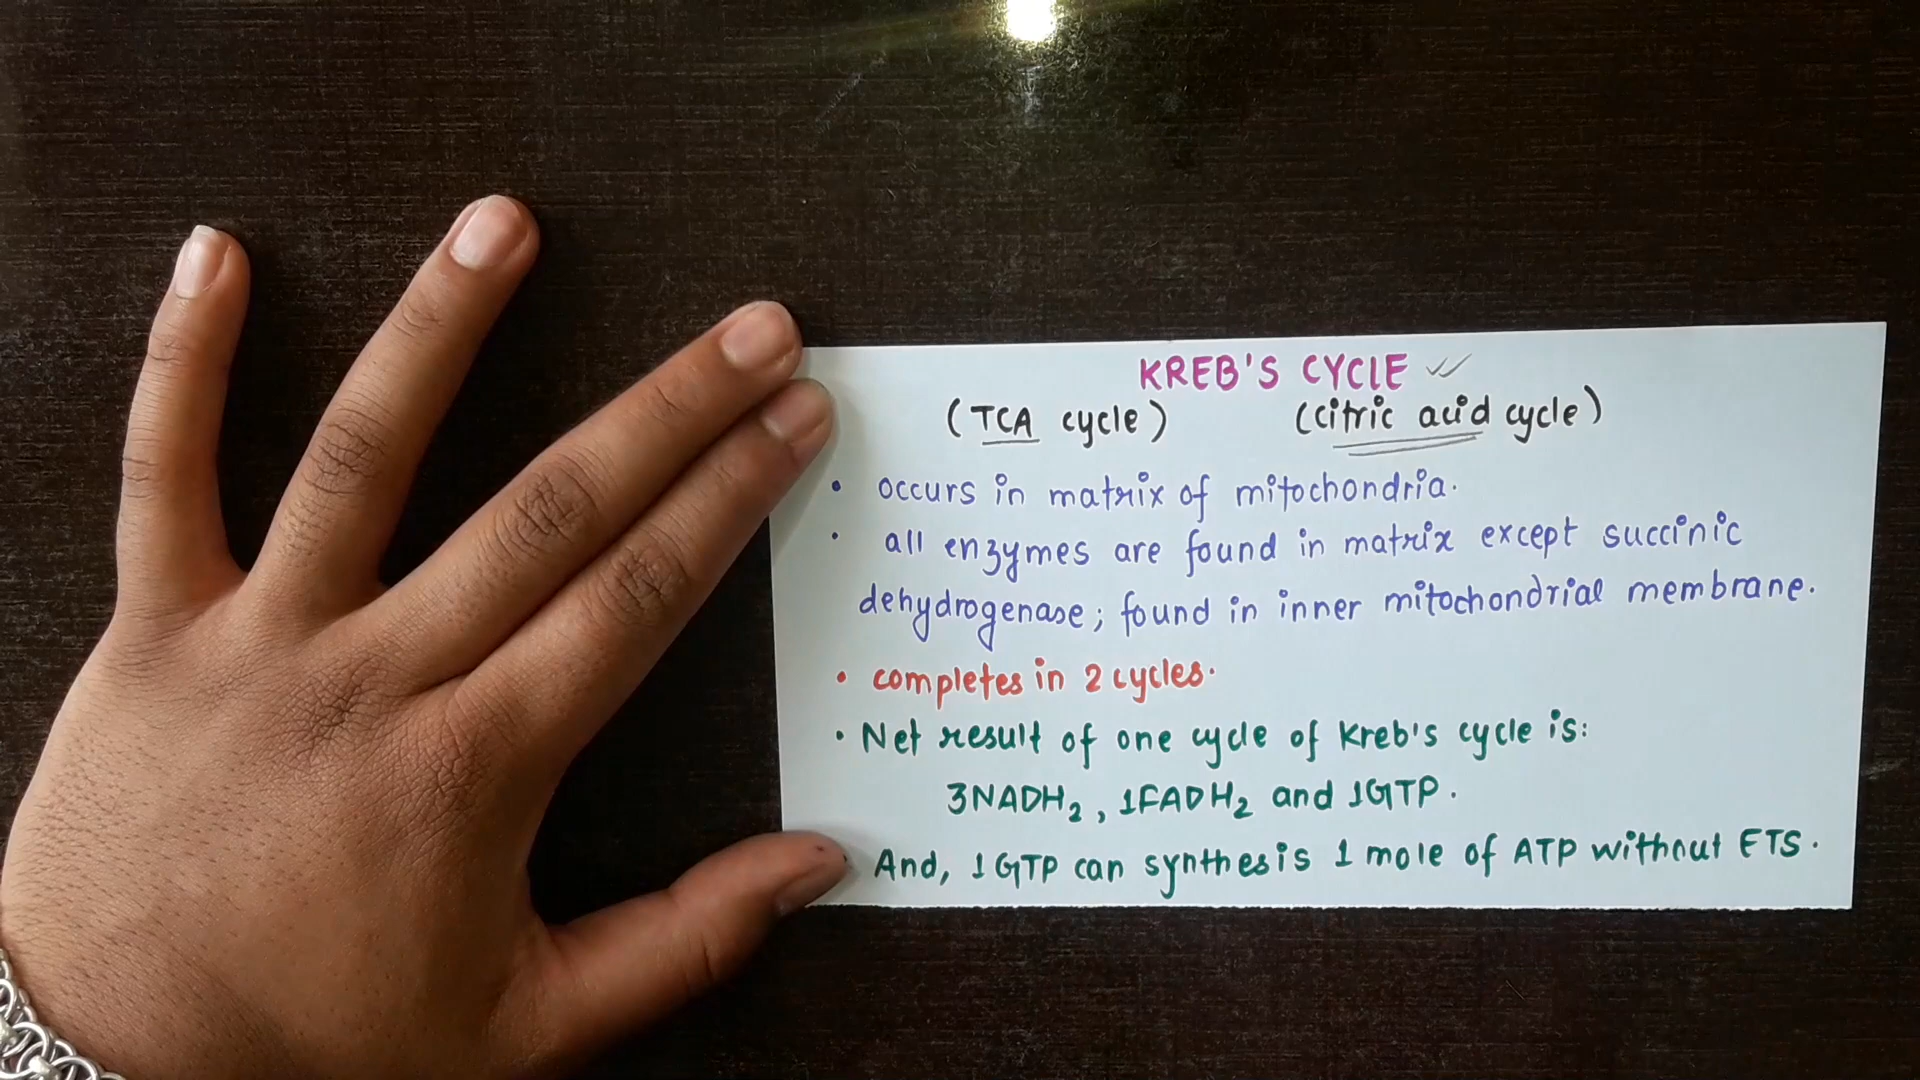 KREB'S CYCLE
(TCA cycle) (citric acid cycle)
• occurs in matrix of mitochondria.
• all enzymes are found in matrix except succinic
dehydrogenase; found in inner mitochondrial membrane.
• completes in 2 cycles.
• Net result of one cycle of Kreb's cycle is:
3NADH₂, 1FADH₂ and 1GTP.
• And, 1GTP can synthesis 1 mole of ATP without ETS.